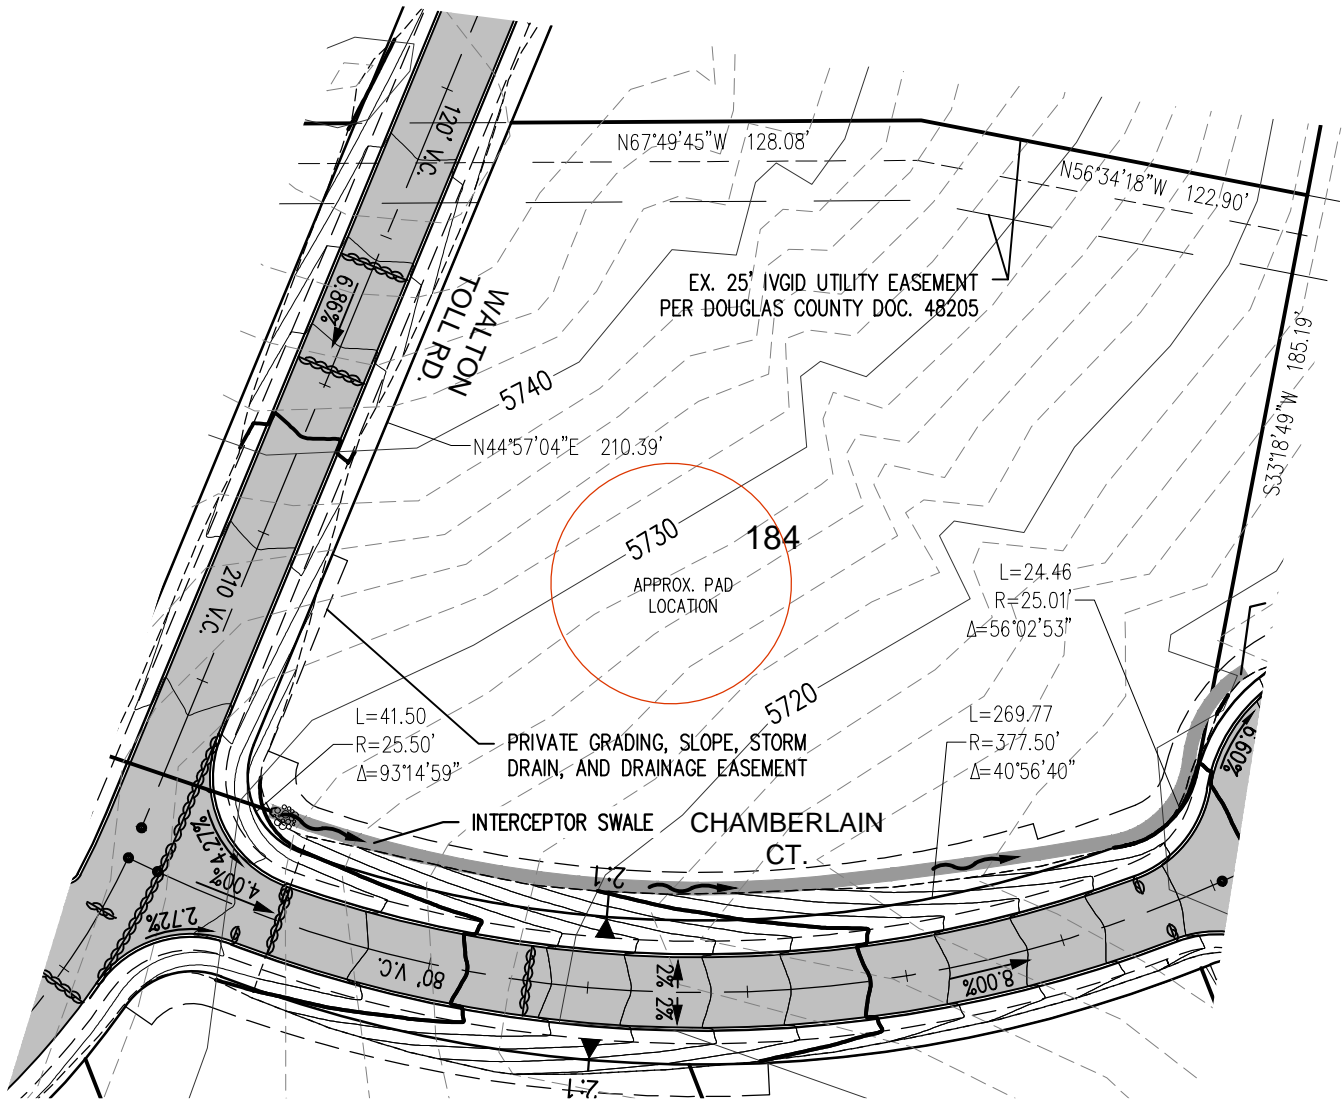 120' V.C.
N67°49'45"W 128.08'
N56°34'18"W 122.90'
6.86%
WALTON
TOLL RD.
EX. 25' IVGID UTILITY EASEMENT
PER DOUGLAS COUNTY DOC. 48205
S33°18'49"W 185.19'
5740
N44°57'04"E 210.39'
5730
184
APPROX. PAD
LOCATION
210 V.C.
L=24.46
R=25.01'
Δ=56°02'53"
5720
L=41.50
R=25.50'
Δ=93°14'59"
PRIVATE GRADING, SLOPE, STORM
DRAIN, AND DRAINAGE EASEMENT
L=269.77
R=377.50'
Δ=40°56'40"
6.60%
INTERCEPTOR SWALE
CHAMBERLAIN
CT.
4.27%
4.00%
2.72%
2:1
80' V.C.
2%
2%
8.00%
2:1